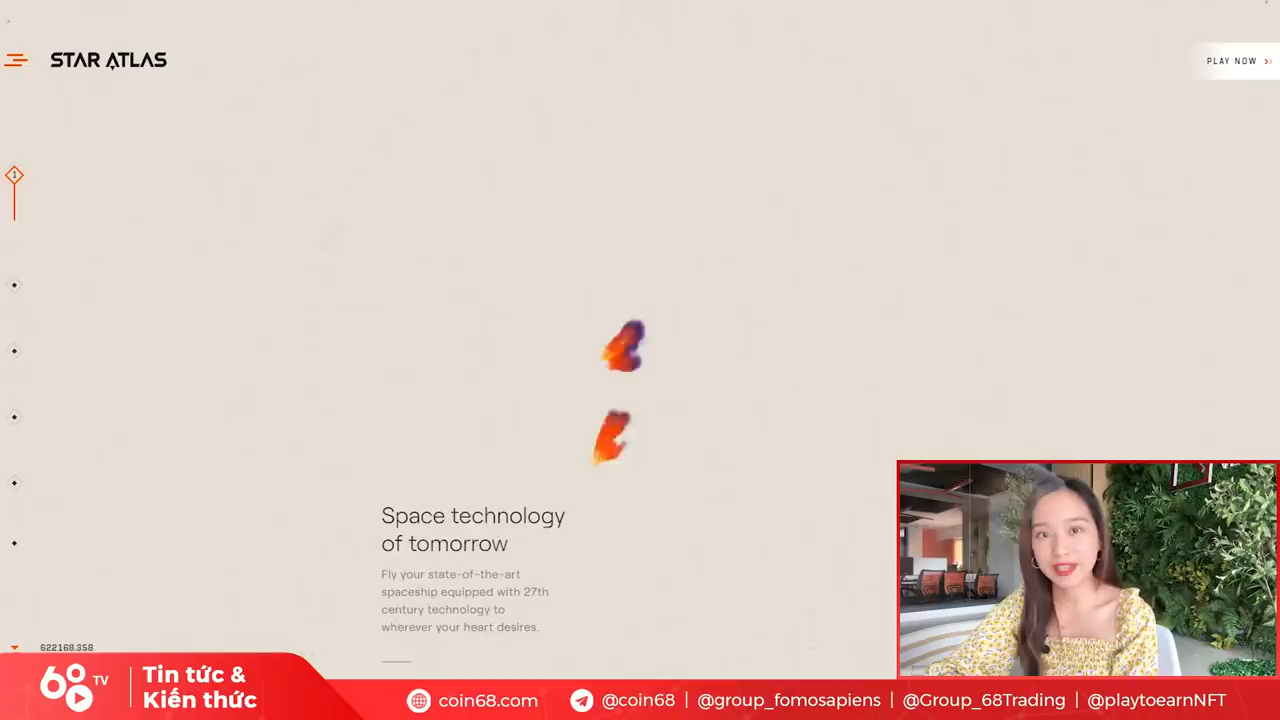 STAR ATLAS
PLAY NOW
1
Space technology
of tomorrow
Fly your state-of-the-art
spaceship equipped with 27th
century technology to
wherever your heart desires.
622168.358
68 TV
Tin tức &
Kiến thức
coin68.com
@coin68 | @group_fomosapiens | @Group_68Trading | @playtoearnNFT